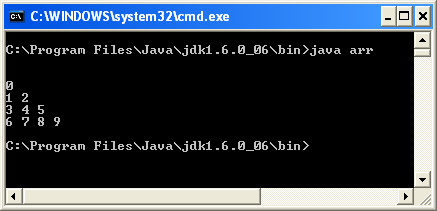 C:\WINDOWS\system32\cmd.exe
C:\Program Files\Java\jdk1.6.0_06\bin>java arr
0
1 2
3 4 5
6 7 8 9
C:\Program Files\Java\jdk1.6.0_06\bin>